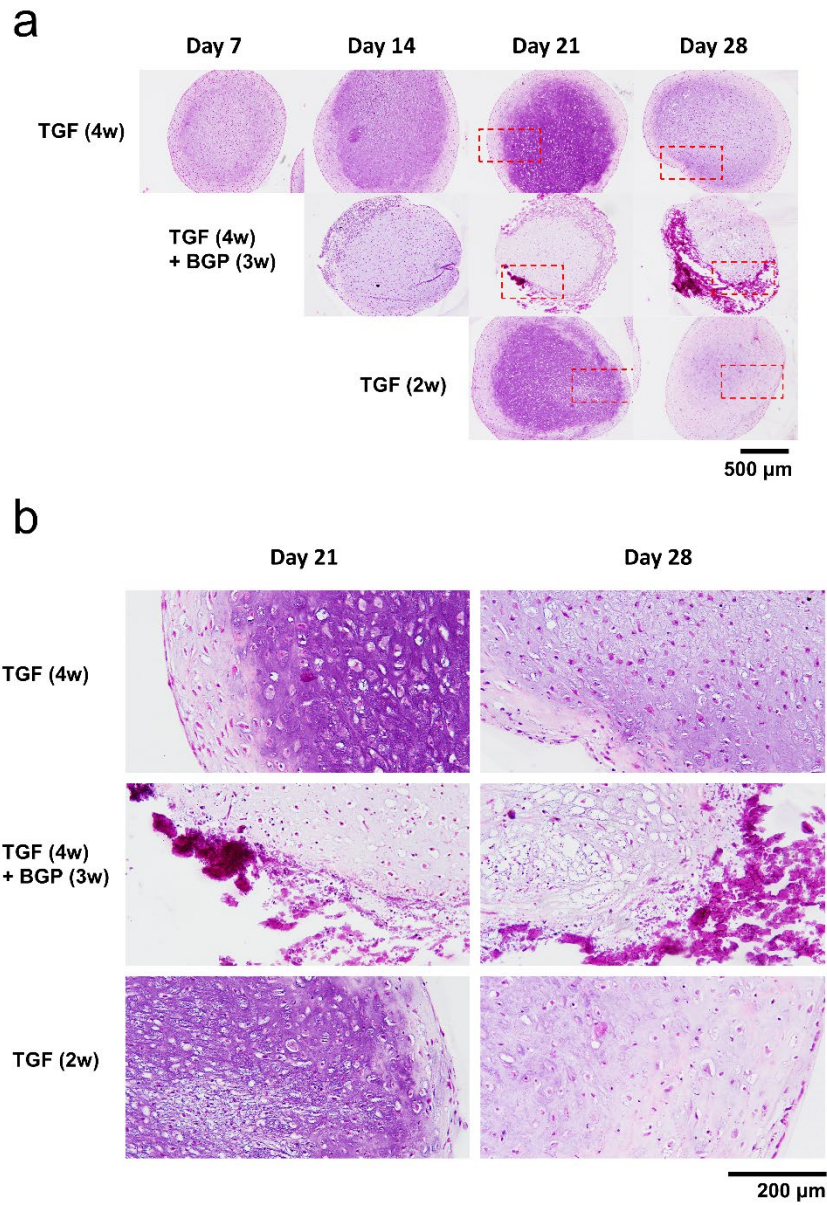 a
Day 7 Day 14 Day 21 Day 28
TGF (4w)
TGF (4w)
+ BGP (3w)
TGF (2w)
500 μm
b
Day 21 Day 28
TGF (4w)
TGF (4w)
+ BGP (3w)
TGF (2w)
200 μm